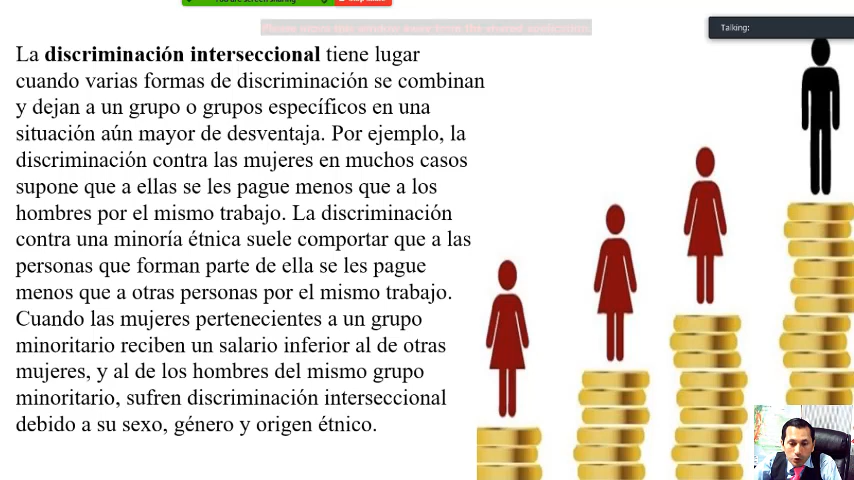 You are screen sharing
Talking:
La discriminación interseccional tiene lugar
cuando varias formas de discriminación se combinan
y dejan a un grupo o grupos específicos en una
situación aún mayor de desventaja. Por ejemplo, la
discriminación contra las mujeres en muchos casos
supone que a ellas se les pague menos que a los
hombres por el mismo trabajo. La discriminación
contra una minoría étnica suele comportar que a las
personas que forman parte de ella se les pague
menos que a otras personas por el mismo trabajo.
Cuando las mujeres pertenecientes a un grupo
minoritario reciben un salario inferior al de otras
mujeres, y al de los hombres del mismo grupo
minoritario, sufren discriminación interseccional
debido a su sexo, género y origen étnico.